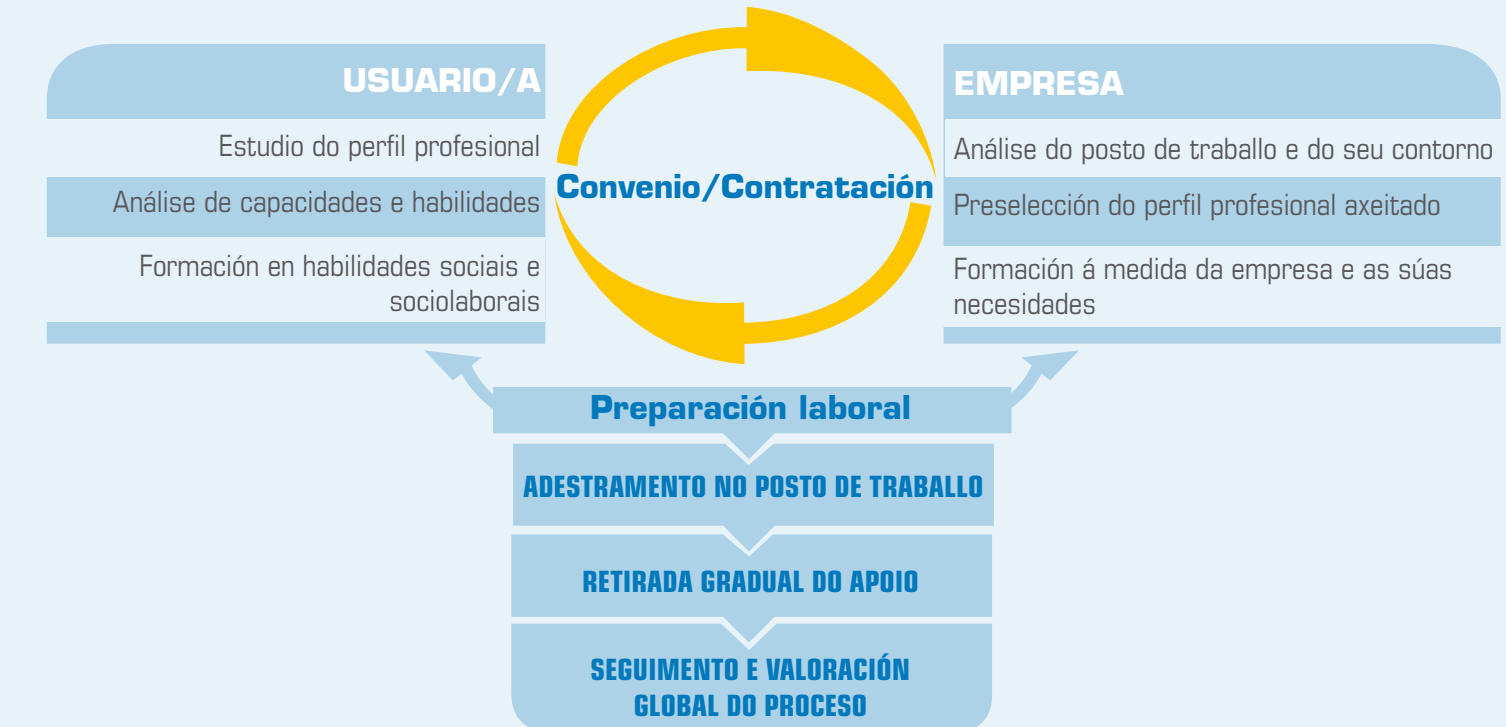 USUARIO/A
Estudio do perfil profesional
Análise de capacidades e habilidades
Formación en habilidades sociais e
sociolaborais
Convenio/Contratación
EMPRESA
Análise do posto de traballo e do seu contorno
Preselección do perfil profesional axeitado
Formación á medida da empresa e as súas
necesidades
Preparación laboral
ADESTRAMENTO NO POSTO DE TRABALLO
RETIRADA GRADUAL DO APOIO
SEGUIMENTO E VALORACIÓN
GLOBAL DO PROCESO